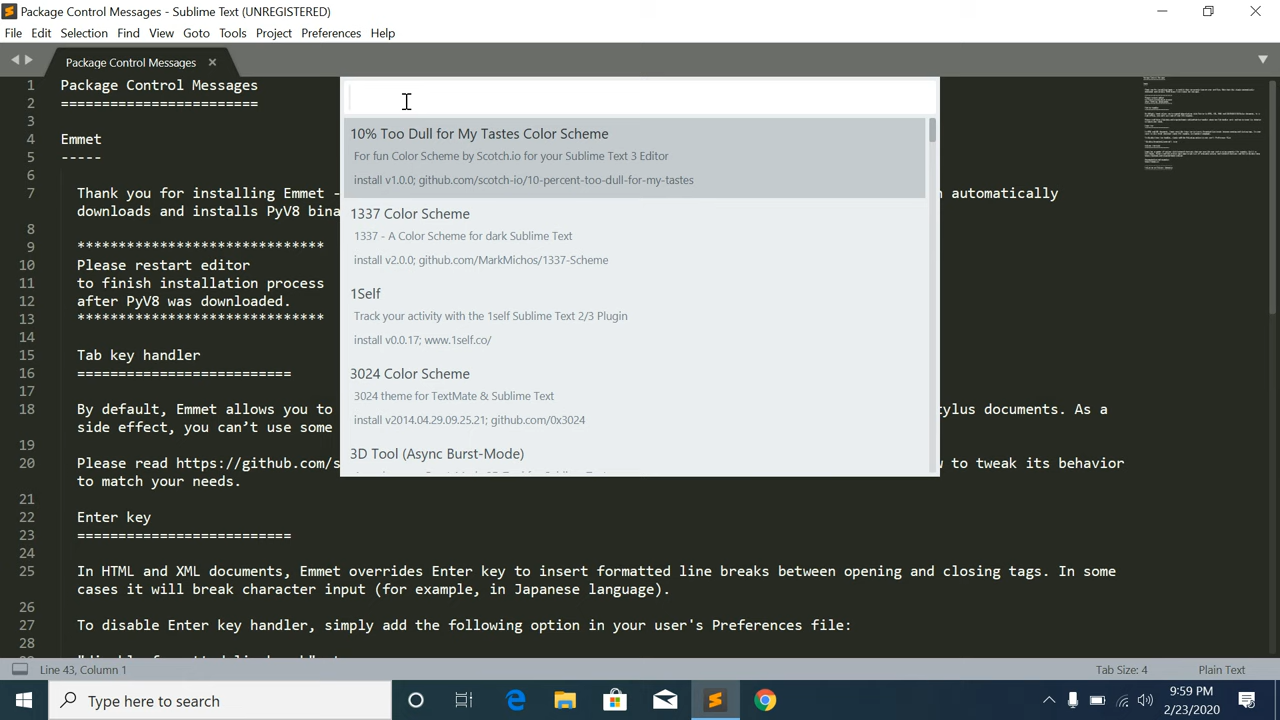 Package Control Messages - Sublime Text (UNREGISTERED)
File Edit Selection Find View Goto Tools Project Preferences Help
Package Control Messages
1 Package Control Messages
2 ========================
3
4 Emmet
5 -----
6
7 Thank you for installing Emmet - n automatically
downloads and installs PyV8 bina
8
9 *****************************
10 Please restart editor
11 to finish installation process
12 after PyV8 was downloaded.
13 *****************************
14
15 Tab key handler
16 ==========================
17
18 By default, Emmet allows you to tylus documents. As a
side effect, you can’t use some
19
20 Please read https://github.com/s w to tweak its behavior
to match your needs.
21
22 Enter key
23 ==========================
24
25 In HTML and XML documents, Emmet overrides Enter key to insert formatted line breaks between opening and closing tags. In some
cases it will break character input (for example, in Japanese language).
26
27 To disable Enter key handler, simply add the following option in your user's Preferences file:
28
10% Too Dull for My Tastes Color Scheme
For fun Color Scheme by Scotch.io for your Sublime Text 3 Editor
install v1.0.0; github.com/scotch-io/10-percent-too-dull-for-my-tastes
1337 Color Scheme
1337 - A Color Scheme for dark Sublime Text
install v2.0.0; github.com/MarkMichos/1337-Scheme
1Self
Track your activity with the 1self Sublime Text 2/3 Plugin
install v0.0.17; www.1self.co/
3024 Color Scheme
3024 theme for TextMate & Sublime Text
install v2014.04.29.09.25.21; github.com/0x3024
3D Tool (Async Burst-Mode)
Line 43, Column 1
Tab Size: 4
Plain Text
Type here to search
9:59 PM
2/23/2020